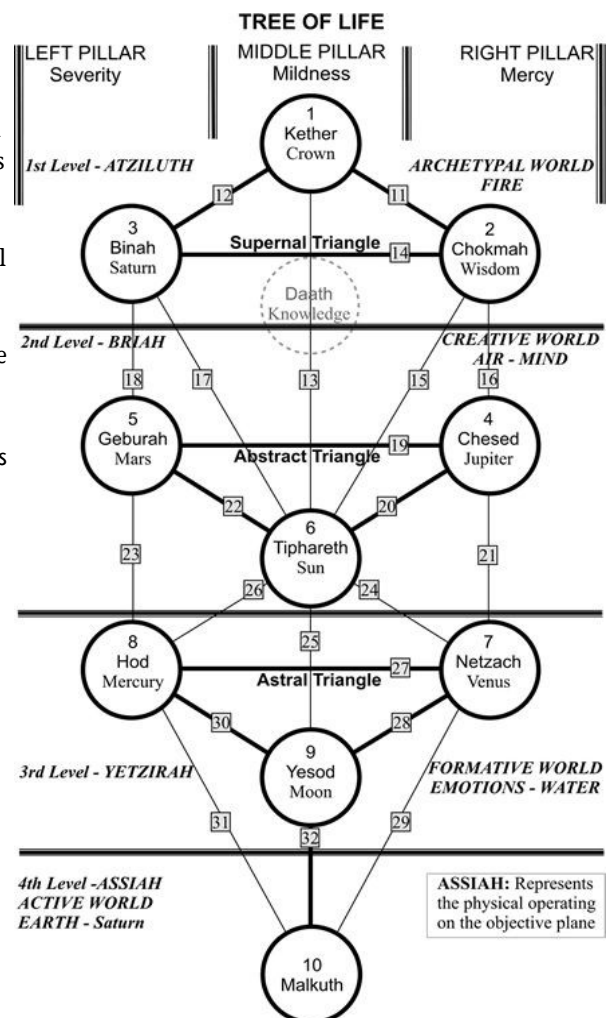 TREE OF LIFE
LEFT PILLAR
Severity
MIDDLE PILLAR
Mildness
RIGHT PILLAR
Mercy
1
Kether
Crown
s
1st Level - ATZILUTH
ARCHETYPAL WORLD
FIRE
12
11
3
Binah
Saturn
2
Chokmah
Wisdom
Supernal Triangle
14
l
Daath
Knowledge
2nd Level - BRIAH
CREATIVE WORLD
AIR - MIND
e
18
17
13
15
16
5
Geburah
Mars
4
Chesed
Jupiter
19
Abstract Triangle
s
22
20
6
Tiphareth
Sun
23
21
26
24
8
Hod
Mercury
25
7
Netzach
Venus
27
Astral Triangle
30
28
9
Yesod
Moon
3rd Level - YETZIRAH
FORMATIVE WORLD
EMOTIONS - WATER
31
32
29
4th Level -ASSIAH
ACTIVE WORLD
EARTH - Saturn
ASSIAH: Represents
the physical operating
on the objective plane
10
Malkuth